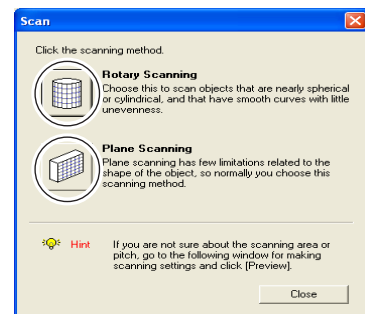 Scan
Click the scanning method.
Rotary Scanning
Choose this to scan objects that are nearly spherical
or cylindrical, and that have smooth curves with little
unevenness.
Plane Scanning
Plane scanning has few limitations related to the
shape of the object, so normally you choose this
scanning method.
Hint
If you are not sure about the scanning area or
pitch, go to the following window for making
scanning settings and click [Preview].
Close